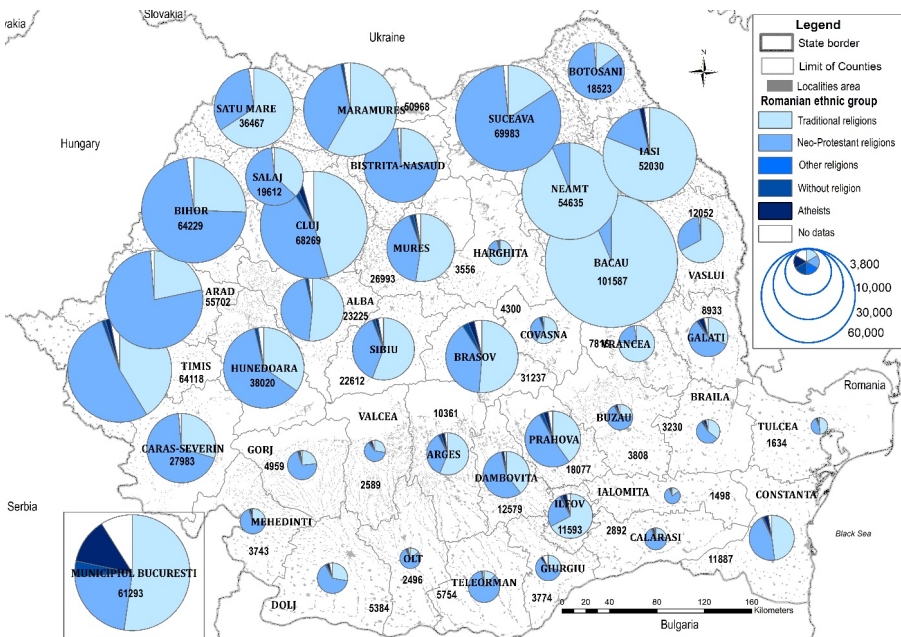 Slovakia
vakia
Ukraine
Hungary
Serbia
Bulgaria
Romania
Black Sea
N
Legend
State border
Limit of Counties
Localities area
Romanian ethnic group
Traditional religions
Neo-Protestant religions
Other religions
Without religion
Atheists
No datas
3,800
10,000
30,000
60,000
BOTOSANI
18523
SATU MARE
36467
MARAMURES
60968
SUCEAVA
69983
IASI
52030
BISTRITA-NASAUD
SALAJ
19612
NEAMT
54635
BIHOR
64229
CLUJ
68269
12052
VASLUI
MURES
26993
HARGHITA
3556
BACAU
101587
ARAD
55702
ALBA
23225
4300
COVASNA
VRANCEA
8933
GALATI
TIMIS
64118
HUNEDOARA
38020
SIBIU
22612
BRASOV
31237
CARAS-SEVERIN
27983
VALCEA
2589
10361
ARGES
PRAHOVA
18077
BUZAU
3808
BRAILA
3230
TULCEA
1634
GORJ
4959
DAMBOVITA
12579
ILFOV
11593
IALOMITA
1498
CONSTANTA
11887
MEHEDINTI
3743
2892
CALARASI
MUNICIPIUL BUCURESTI
61293
DOLJ
5384
OLT
2496
TELEORMAN
5754
GIURGIU
3774
0 20 40 80 120 160
Kilometers